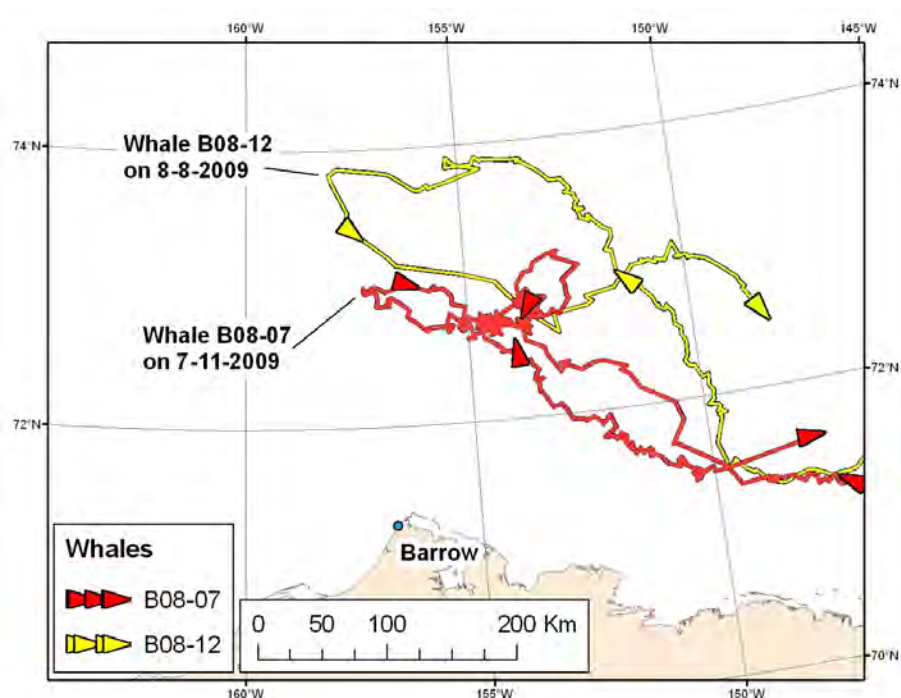 160°W 155°W 150°W 145°W
74°N
74°N
Whale B08-12
on 8-8-2009
Whale B08-07
on 7-11-2009
72°N
72°N
Barrow
Whales
B08-07
B08-12
0 50 100 200 Km
70°N
160°W 155°W 150°W